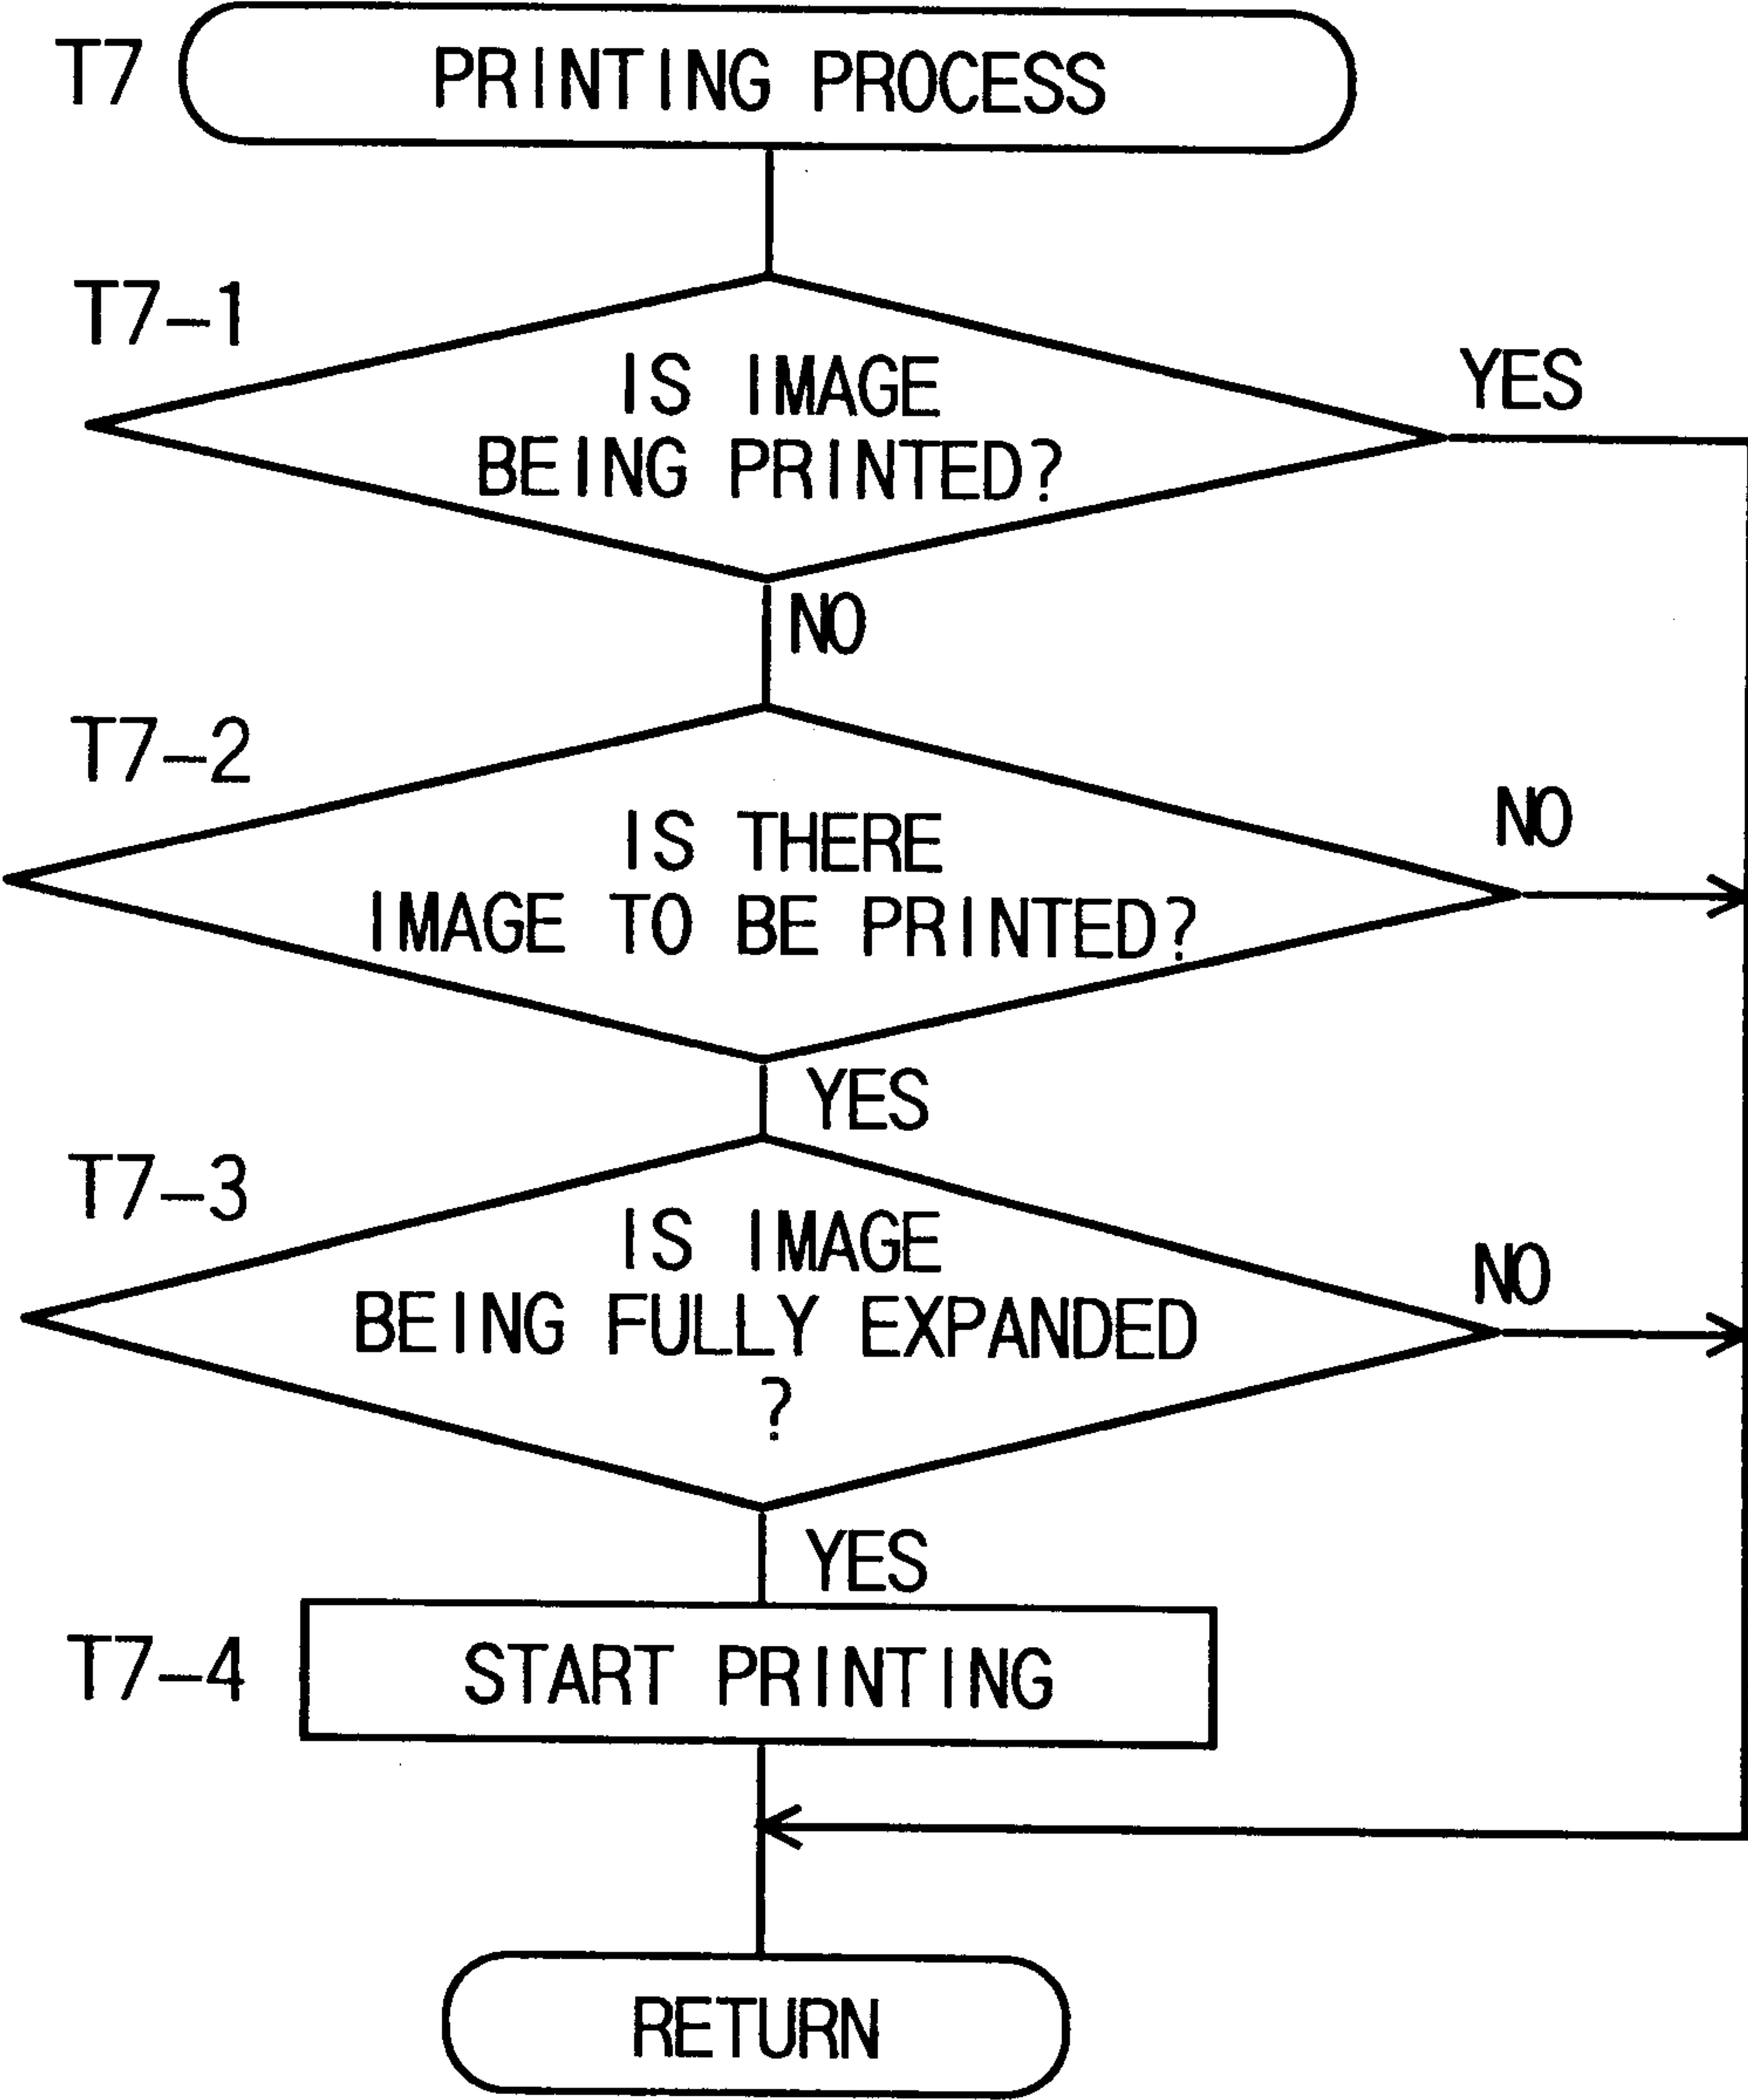 T7
PRINTING PROCESS
T7-1
IS IMAGE
BEING PRINTED?
YES
NO
T7-2
IS THERE
IMAGE TO BE PRINTED?
NO
YES
T7-3
IS IMAGE
BEING FULLY EXPANDED
?
NO
YES
T7-4
START PRINTING
RETURN